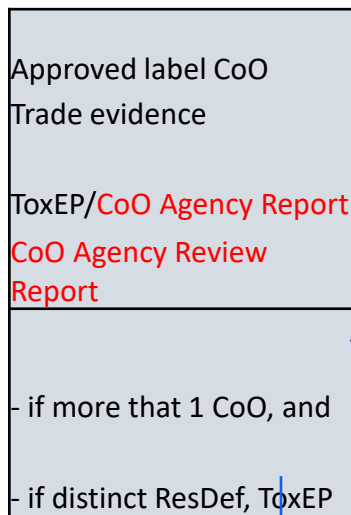 Approved label CoO
Trade evidence
ToxEP/CoO Agency Report
CoO Agency Review
Report
- if more that 1 CoO, and
- if distinct ResDef, ToxEP